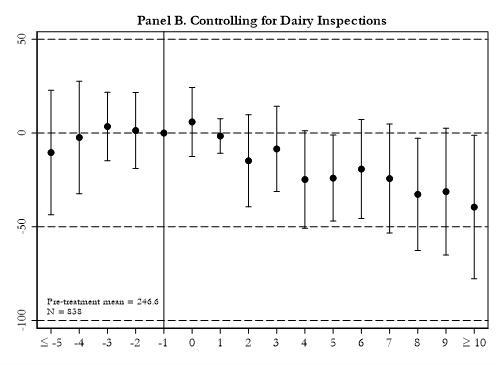 Panel B. Controlling for Dairy Inspections
50
0
-50
-100
Pre-treatment mean = 246.6
N = 838
≤ -5 -4 -3 -2 -1 0 1 2 3 4 5 6 7 8 9 ≥ 10